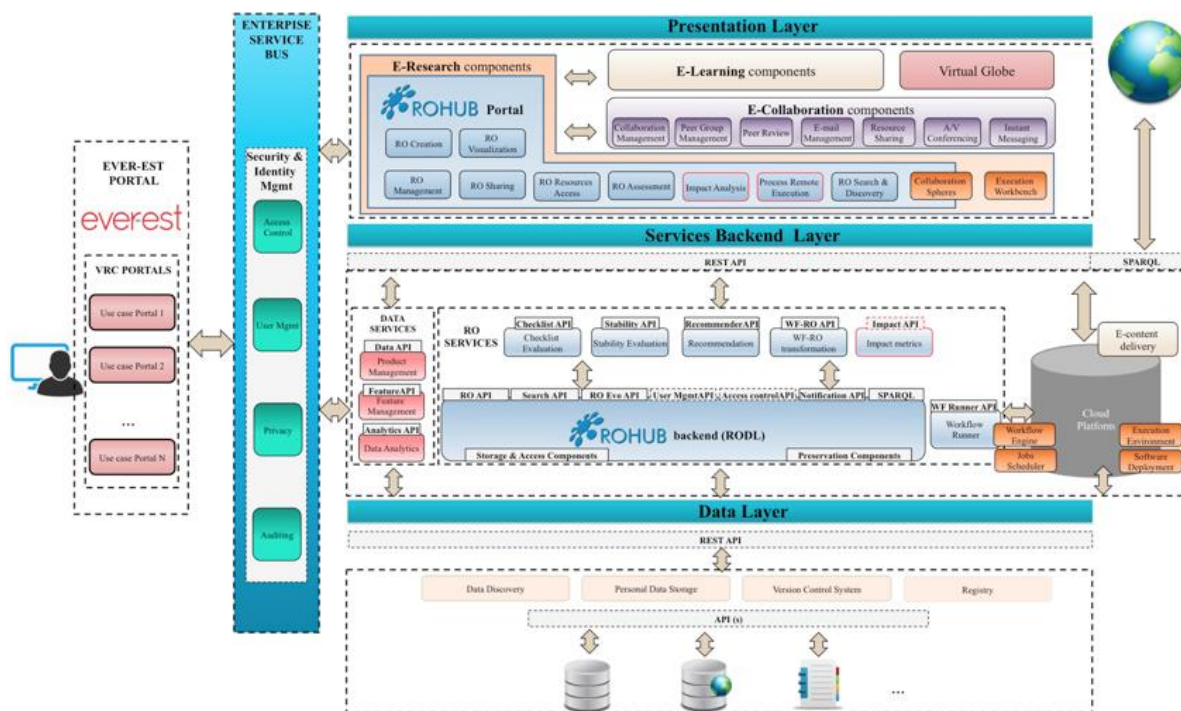 ENTERPISE
SERVICE
BUS
Security &
Identity
Mgmt
Access
Control
User Mgmt
Privacy
Auditing
EVER-EST
PORTAL
everest
VRC PORTALS
Use case Portal 1
Use case Portal 2
...
Use case Portal N
Presentation Layer
E-Research components
ROHUB Portal
RO Creation
RO
Visualization
E-Learning components
Virtual Globe
E-Collaboration components
Collaboration
Management
Peer Group
Management
Peer Review
E-mail
Management
Resource
Sharing
A/V
Conferencing
Instant
Messaging
RO
Management
RO Sharing
RO Resources
Access
RO Assessment
Impact Analysis
Process Remote
Execution
RO Search &
Discovery
Collaboration
Spheres
Execution
Workbench
Services Backend Layer
REST API
SPARQL
DATA
SERVICES
Data API
Product
Management
FeatureAPI
Feature
Management
Analytics API
Data Analytics
RO
SERVICES
Checklist API
Checklist
Evaluation
Stability API
Stability Evaluation
RecommenderAPI
Recommendation
WF-RO API
WF-RO
transformation
Impact API
Impact metrics
RO API
Search API
RO Evo API
User MgmtAPI
Access controlAPI
Notification API
SPARQL
ROHUB backend (RODL)
Storage & Access Components
Preservation Components
WF Runner API
Workflow
Runner
E-content
delivery
Cloud
Platform
Workflow
Engine
Jobs
Scheduler
Execution
Environment
Software
Deployment
Data Layer
REST API
Data Discovery
Personal Data Storage
Version Control System
Registry
API (s)
...